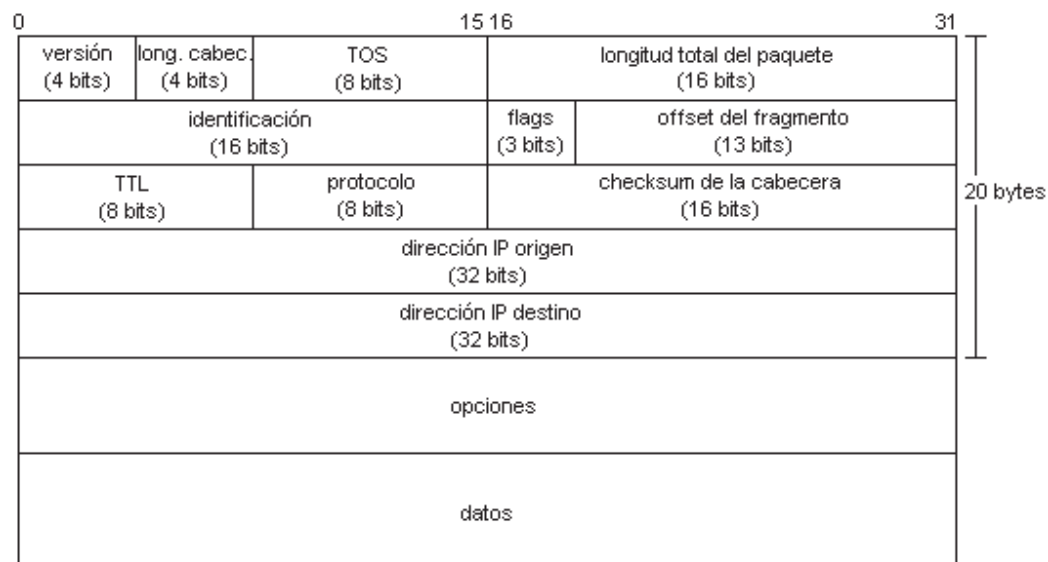 0 15 16 31
versión long. cabec. TOS longitud total del paquete
(4 bits) (4 bits) (8 bits) (16 bits)
identificación flags offset del fragmento
(16 bits) (3 bits) (13 bits)
TTL protocolo checksum de la cabecera
(8 bits) (8 bits) (16 bits)
20 bytes
dirección IP origen
(32 bits)
dirección IP destino
(32 bits)
opciones
datos